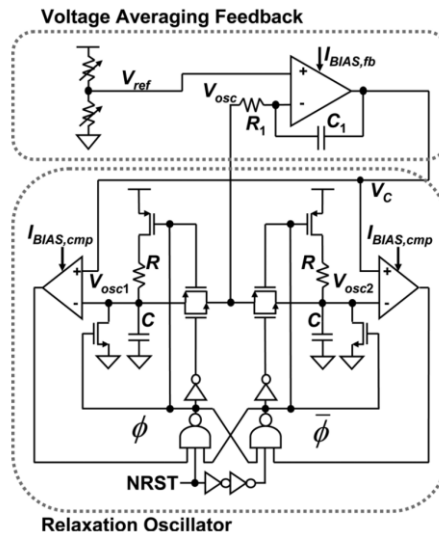 Voltage Averaging Feedback
I_BIAS,fb
V_ref
V_osc
+
-
R_1
C_1
V_C
I_BIAS,cmp
I_BIAS,cmp
+
+
R
R
V_osc1
V_osc2
-
-
C
C
ϕ
ϕ̅
NRST
Relaxation Oscillator